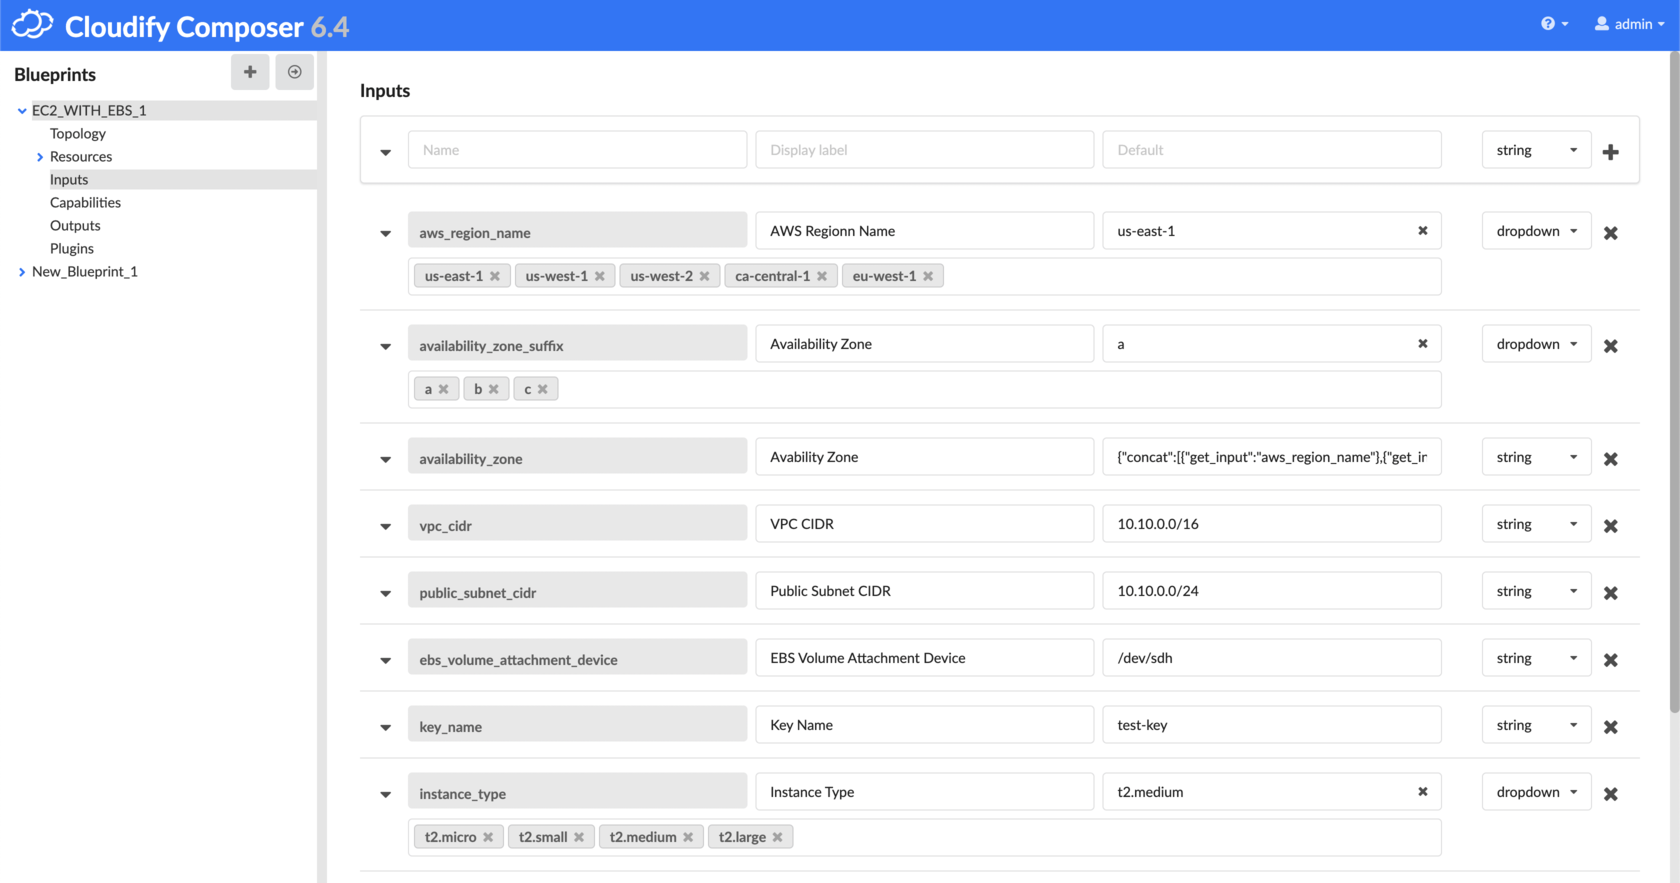 Cloudify Composer 6.4
admin
Blueprints
EC2_WITH_EBS_1
Topology
Resources
Inputs
Capabilities
Outputs
Plugins
New_Blueprint_1
Inputs
Name Display label Default string
aws_region_name AWS Regionn Name us-east-1 dropdown
us-east-1 us-west-1 us-west-2 ca-central-1 eu-west-1
availability_zone_suffix Availability Zone a dropdown
a b c
availability_zone Avability Zone {"concat":[{"get_input":"aws_region_name"},{"get_ir string
vpc_cidr VPC CIDR 10.10.0.0/16 string
public_subnet_cidr Public Subnet CIDR 10.10.0.0/24 string
ebs_volume_attachment_device EBS Volume Attachment Device /dev/sdh string
key_name Key Name test-key string
instance_type Instance Type t2.medium dropdown
t2.micro t2.small t2.medium t2.large